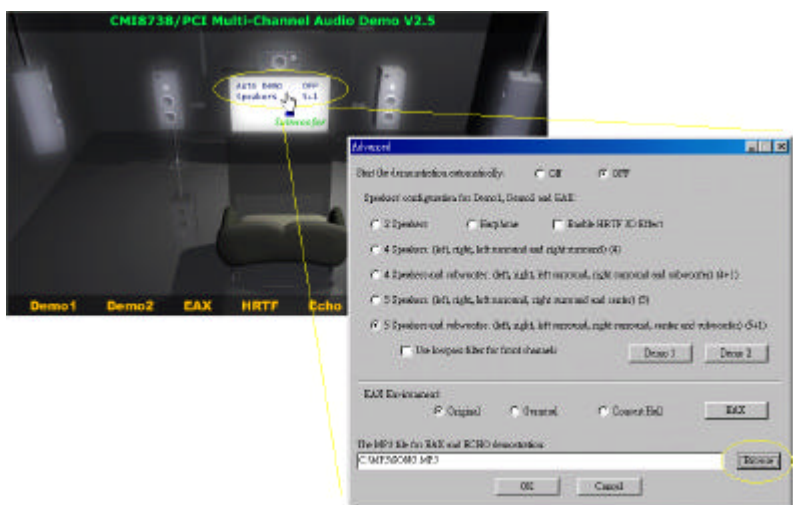 CMI8738/PCI Multi-Channel Audio Demo V2.5
Auto Demo OFF
Speakers 5.1
Subwoofer
Demo1 Demo2 EAX HRTF Echo
Advanced
Start the demonstration automatically: ON OFF
Speakers' configuration for Demo1, Demo2 and EAX:
2 Speakers Earphone Enable HRTF 3D Effect
4 Speakers: (left, right, left surround and right surround) (4)
4 Speakers and subwoofer: (left, right, left surround, right surround and subwoofer) (4+1)
5 Speakers: (left, right, left surround, right surround and center) (5)
5 Speakers and subwoofer: (left, right, left surround, right surround, center and subwoofer) (5+1)
Use lowpass filter for front channels Demo 1 Demo 2
EAX Environment:
Original General Concert Hall EAX
The MP3 file for EAX and ECHO demonstration:
C:\MP3\SONG.MP3 Browse
OK Cancel